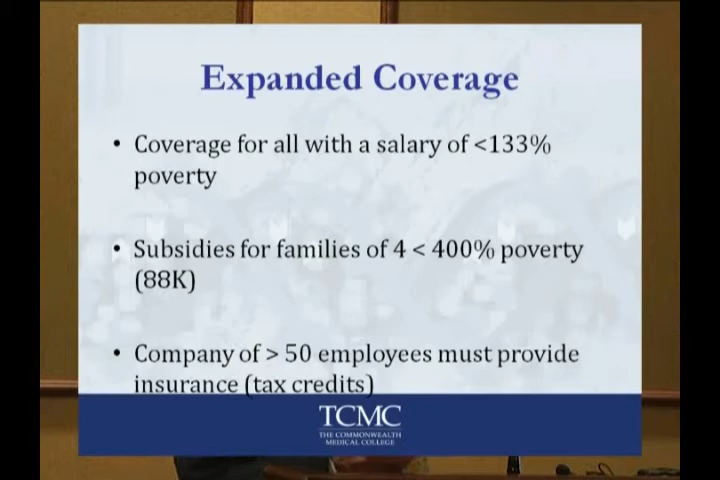 Expanded Coverage
• Coverage for all with a salary of <133%
poverty
• Subsidies for families of 4 < 400% poverty
(88K)
• Company of > 50 employees must provide
insurance (tax credits)
TCMC
THE COMMONWEALTH
MEDICAL COLLEGE